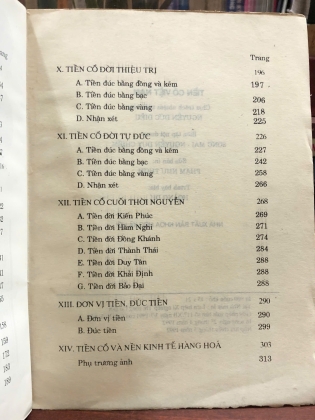 Trang
X. TIỀN CỔ ĐỜI THIỆU TRỊ 196
A. Tiền đúc bằng đồng và kẽm 197
B. Tiền đúc bằng bạc 206
C. Tiền đúc bằng vàng 218
D. Nhận xét 225
XI. TIỀN CỔ ĐỜI TỰ ĐỨC 226
A. Tiền đúc bằng đồng và kẽm 227
B. Tiền đúc bằng bạc 242
C. Tiền đúc bằng vàng 258
D. Nhận xét 266
XII. TIỀN CỔ CUỐI THỜI NGUYỄN 268
A. Tiền đời Kiến Phúc 269
B. Tiền đời Hàm Nghi 271
C. Tiền đời Đồng Khánh 274
D. Tiền đời Thành Thái 284
E. Tiền đời Duy Tân 288
F. Tiền đời Khải Định 288
G. Tiền đời Bảo Đại 288
XIII. ĐƠN VỊ TIỀN, ĐÚC TIỀN 290
A. Đơn vị tiền 290
B. Đúc tiền 299
XIV. TIỀN CỔ VÀ NỀN KINH TẾ HÀNG HOÁ 303
Phụ trương ảnh 313